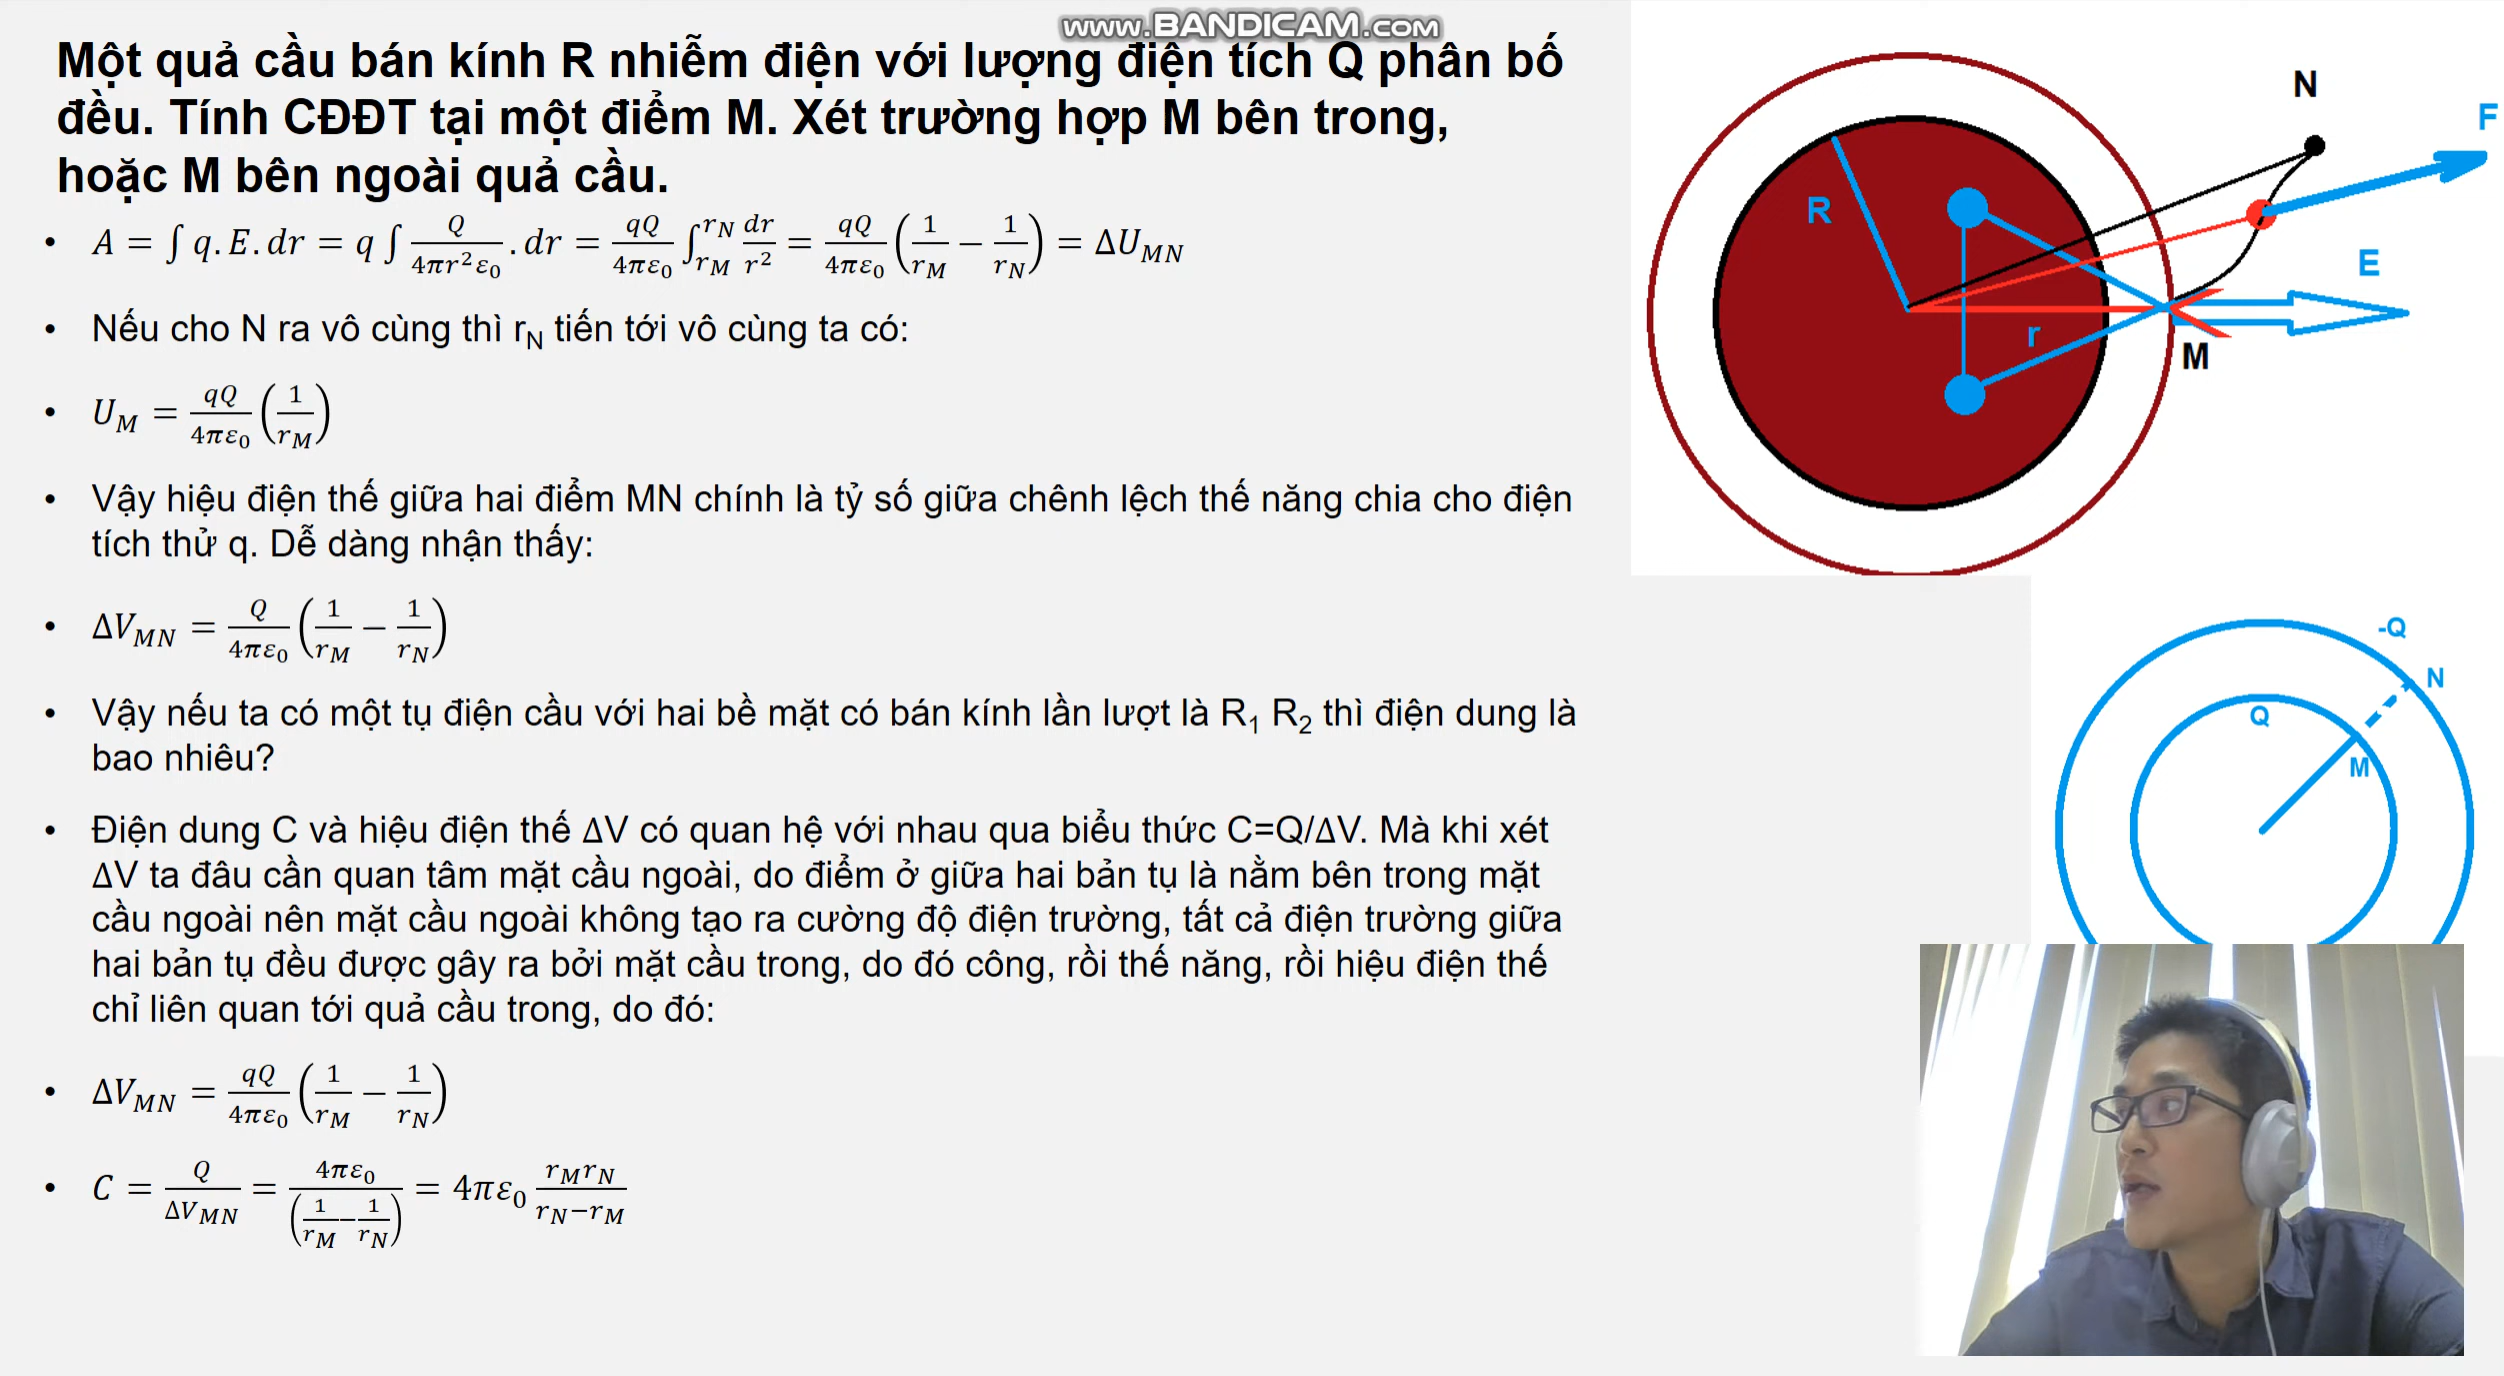 www.BANDICAM.com
Một quả cầu bán kính R nhiễm điện với lượng điện tích Q phân bố
đều. Tính CĐĐT tại một điểm M. Xét trường hợp M bên trong,
hoặc M bên ngoài quả cầu.
• A = ∫ q.E.dr = q ∫ Q/(4πr²ε₀) .dr = qQ/(4πε₀) ∫_{r_M}^{r_N} dr/r² = qQ/(4πε₀) (1/r_M − 1/r_N) = ΔU_MN
• Nếu cho N ra vô cùng thì r_N tiến tới vô cùng ta có:
• U_M = qQ/(4πε₀) (1/r_M)
• Vậy hiệu điện thế giữa hai điểm MN chính là tỷ số giữa chênh lệch thế năng chia cho điện
tích thử q. Dễ dàng nhận thấy:
• ΔV_MN = Q/(4πε₀) (1/r_M − 1/r_N)
• Vậy nếu ta có một tụ điện cầu với hai bề mặt có bán kính lần lượt là R₁ R₂ thì điện dung là
bao nhiêu?
• Điện dung C và hiệu điện thế ΔV có quan hệ với nhau qua biểu thức C=Q/ΔV. Mà khi xét
ΔV ta đâu cần quan tâm mặt cầu ngoài, do điểm ở giữa hai bản tụ là nằm bên trong mặt
cầu ngoài nên mặt cầu ngoài không tạo ra cường độ điện trường, tất cả điện trường giữa
hai bản tụ đều được gây ra bởi mặt cầu trong, do đó công, rồi thế năng, rồi hiệu điện thế
chỉ liên quan tới quả cầu trong, do đó:
• ΔV_MN = qQ/(4πε₀) (1/r_M − 1/r_N)
• C = Q/ΔV_MN = 4πε₀/(1/r_M − 1/r_N) = 4πε₀ r_M r_N/(r_N − r_M)
N
F
R
E
r
M
-Q
N
Q
M